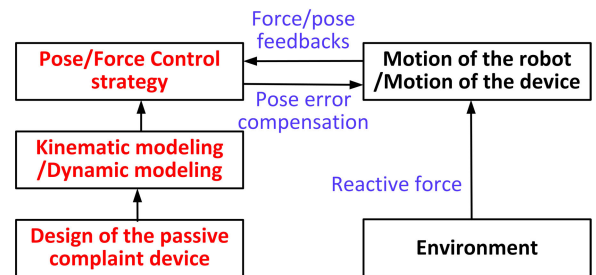 Force/pose
feedbacks
Pose/Force Control
strategy
Motion of the robot
/Motion of the device
Pose error
compensation
Kinematic modeling
/Dynamic modeling
Reactive force
Design of the passive
complaint device
Environment